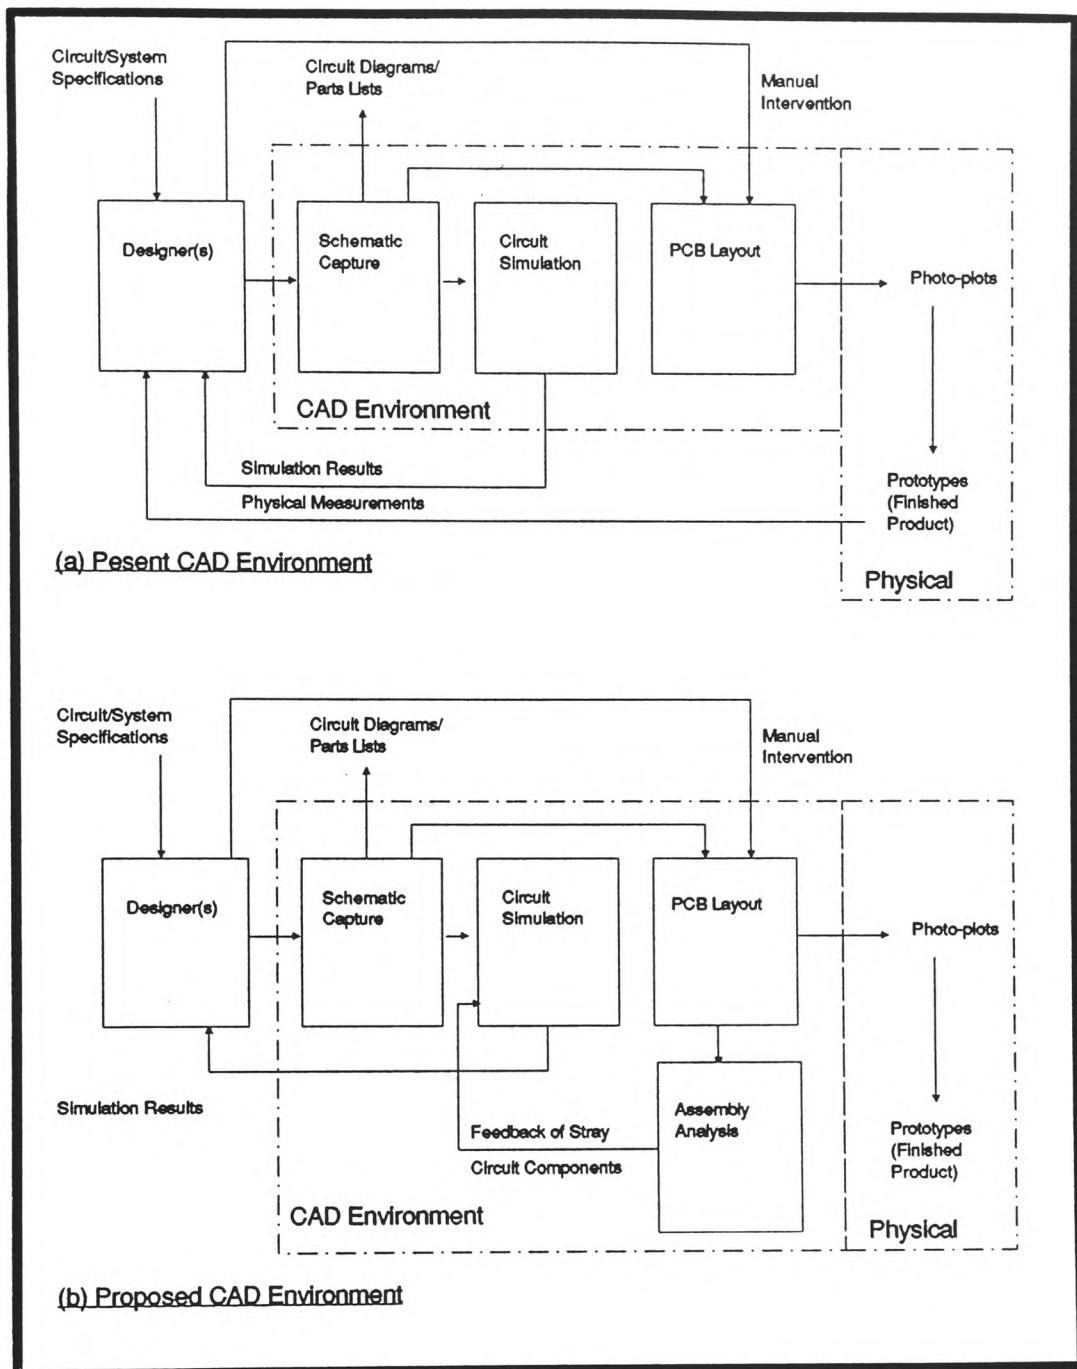 Circuit/System
Specifications
Circuit Diagrams/
Parts Lists
Manual
Intervention
Designer(s)
Schematic
Capture
Circuit
Simulation
PCB Layout
Photo-plots
CAD Environment
Simulation Results
Physical Measurements
Prototypes
(Finished
Product)
Physical
(a) Pesent CAD Environment
Circuit/System
Specifications
Circuit Diagrams/
Parts Lists
Manual
Intervention
Designer(s)
Schematic
Capture
Circuit
Simulation
PCB Layout
Photo-plots
Simulation Results
Feedback of Stray
Circuit Components
Assembly
Analysis
Prototypes
(Finished
Product)
CAD Environment
Physical
(b) Proposed CAD Environment